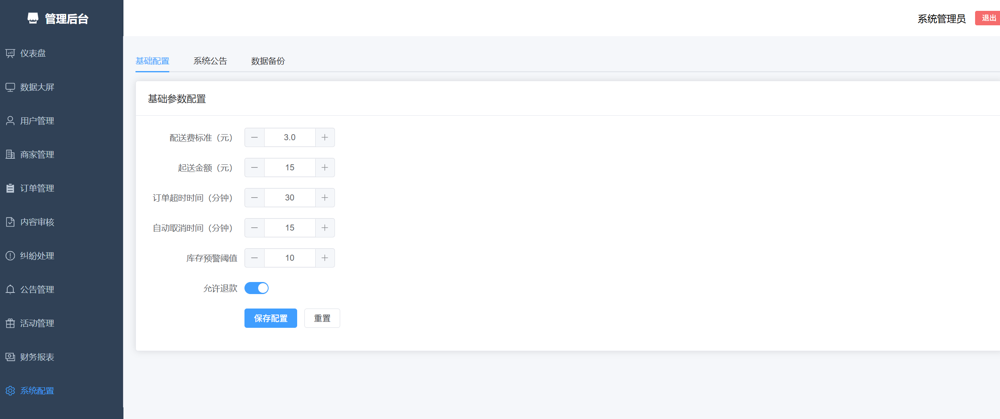 管理后台
系统管理员
退出
仪表盘
数据大屏
用户管理
商家管理
订单管理
内容审核
纠纷处理
公告管理
活动管理
财务报表
系统配置
基础配置 系统公告 数据备份
基础参数配置
配送费标准（元） 3.0
起送金额（元） 15
订单超时时间（分钟） 30
自动取消时间（分钟） 15
库存预警阈值 10
允许退款
保存配置 重置